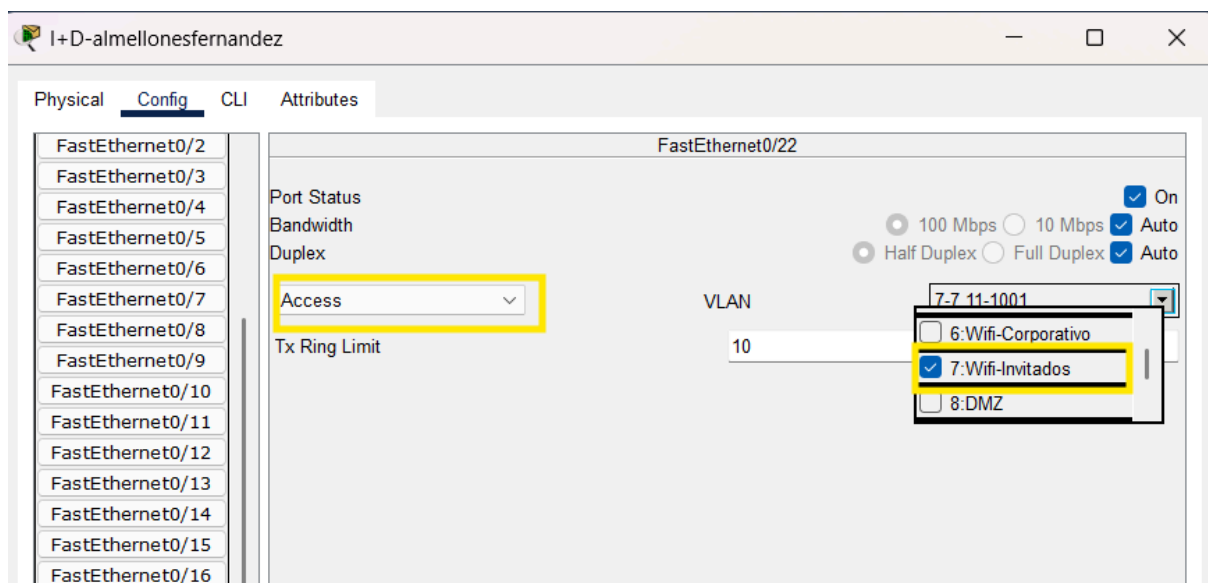 I+D-almellonesfernandez
Physical Config CLI Attributes
FastEthernet0/2
FastEthernet0/3
FastEthernet0/4
FastEthernet0/5
FastEthernet0/6
FastEthernet0/7
FastEthernet0/8
FastEthernet0/9
FastEthernet0/10
FastEthernet0/11
FastEthernet0/12
FastEthernet0/13
FastEthernet0/14
FastEthernet0/15
FastEthernet0/16
FastEthernet0/22
Port Status On
Bandwidth 100 Mbps 10 Mbps Auto
Duplex Half Duplex Full Duplex Auto
Access VLAN 7-7,11-1001
Tx Ring Limit 10
6:Wifi-Corporativo
7:Wifi-Invitados
8:DMZ